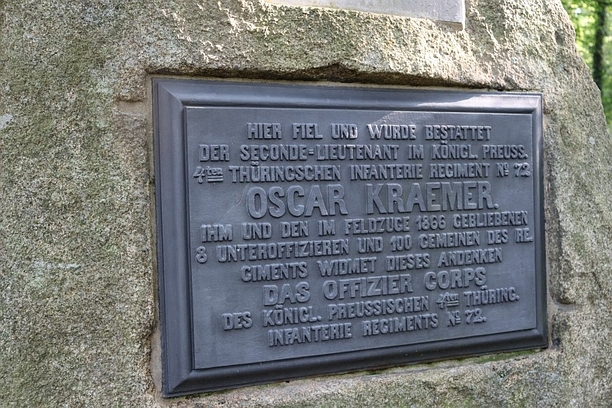 HIER FIEL UND WURDE BESTATTET
DER SECONDE=LIEUTENANT IM KÖNIGL. PREUSS.
4ten THÜRINGSCHEN INFANTERIE REGIMENT No 72.
OSCAR KRAEMER.
IHM UND DEN IM FELDZUGE 1866 GEBLIEBENEN
8 UNTEROFFIZIEREN UND 100 GEMEINEN DES RE
GIMENTS WIDMET DIESES ANDENKEN
DAS OFFIZIER CORPS
DES KÖNIGL. PREUSSISCHEN 4ten THÜRING.
INFANTERIE REGIMENTS No 72.